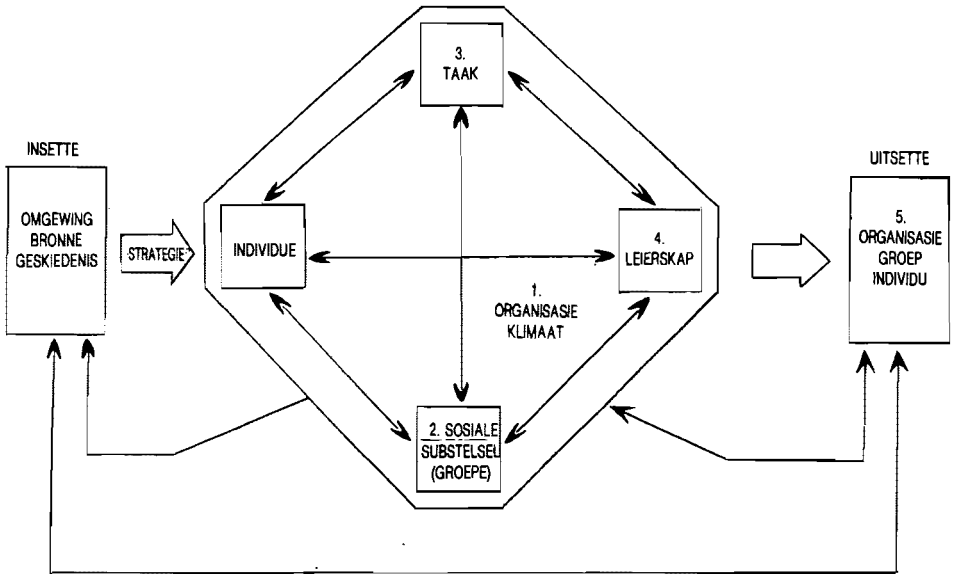 INSETTE
OMGEWING
BRONNE
GESKIEDENIS
STRATEGIE
INDIVIDUE
3.
TAAK
1.
ORGANISASIE
KLIMAAT
2. SOSIALE
SUBSTELSEL
(GROEPE)
4.
LEIERSKAP
UITSETTE
5.
ORGANISASIE
GROEP
INDIVIDU